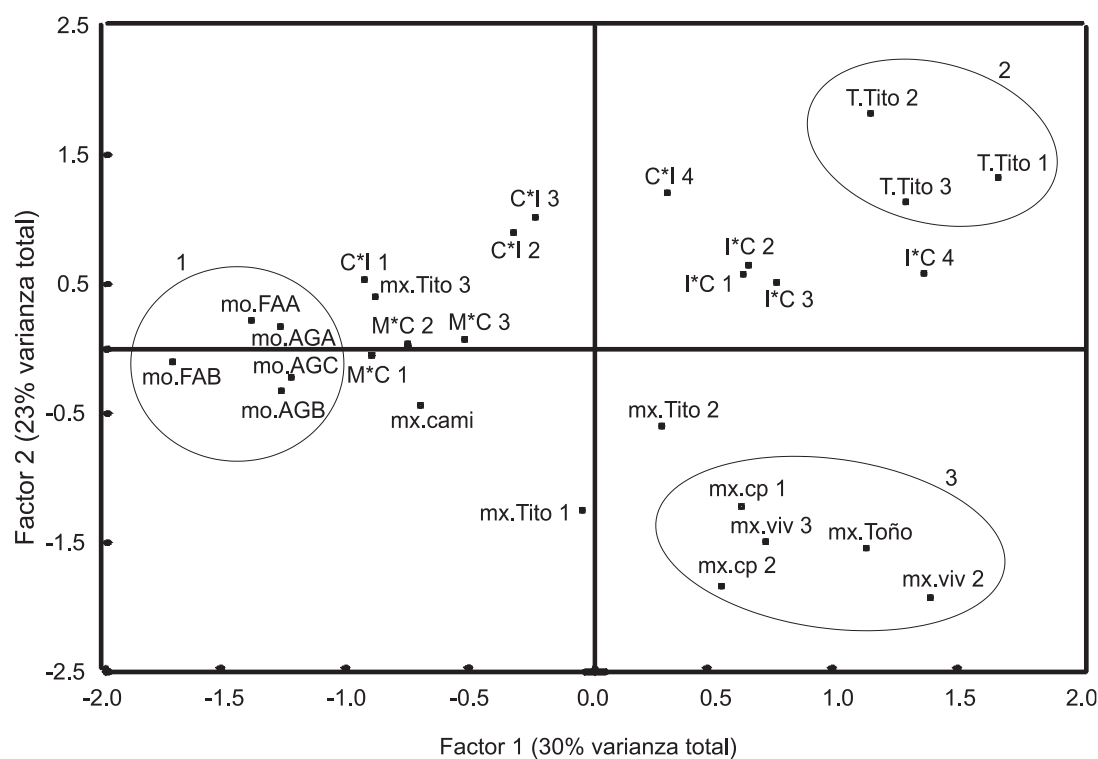 2.5
2
T.Tito 2
1.5
T.Tito 1
C*I 4
T.Tito 3
C*I 3
C*I 2
I*C 2
I*C 4
1
C*I 1
I*C 1
I*C 3
0.5
mx.Tito 3
mo.FAA
M*C 2
M*C 3
mo.AGA
mo.AGC
mo.FAB
M*C 1
mo.AGB
-0.5
mx.cami
mx.Tito 2
3
mx.cp 1
mx.Tito 1
mx.viv 3
mx.Toño
-1.5
mx.cp 2
mx.viv 2
-2.5
-2.0
-1.5
-1.0
-0.5
0.0
0.5
1.0
1.5
2.0
Factor 2 (23% varianza total)
Factor 1 (30% varianza total)